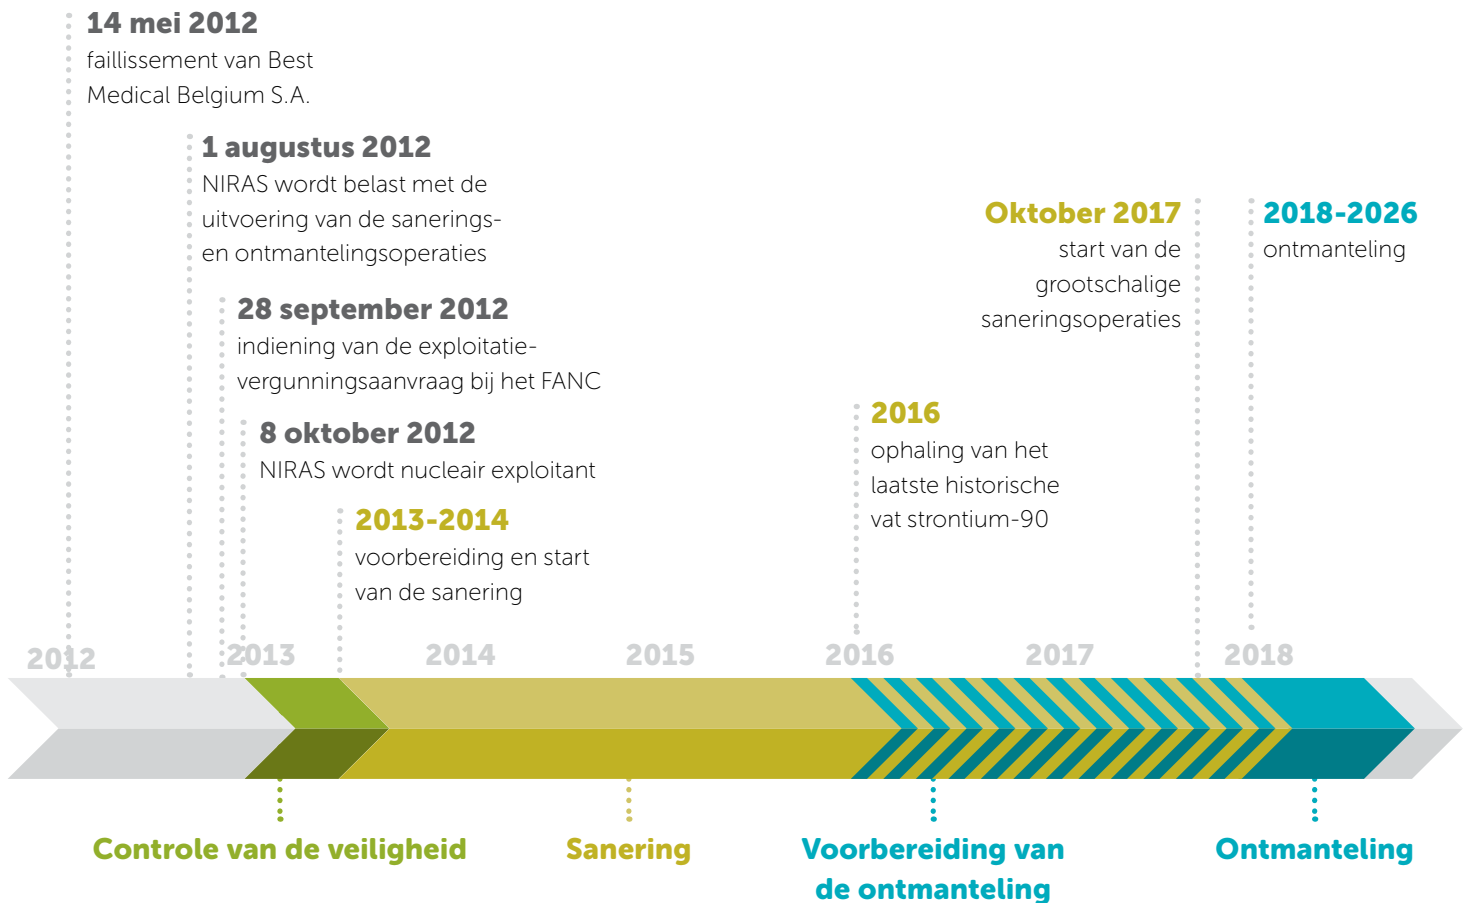 14 mei 2012
faillissement van Best
Medical Belgium S.A.
1 augustus 2012
NIRAS wordt belast met de
uitvoering van de sanerings-
en ontmantelingsoperaties
28 september 2012
indiening van de exploitatie-
vergunningsaanvraag bij het FANC
8 oktober 2012
NIRAS wordt nucleair exploitant
2013-2014
voorbereiding en start
van de sanering
2016
ophaling van het
laatste historische
vat strontium-90
Oktober 2017
start van de
grootschalige
saneringsoperaties
2018-2026
ontmanteling
2012
2013
2014
2015
2016
2017
2018
Controle van de veiligheid
Sanering
Voorbereiding van
de ontmanteling
Ontmanteling